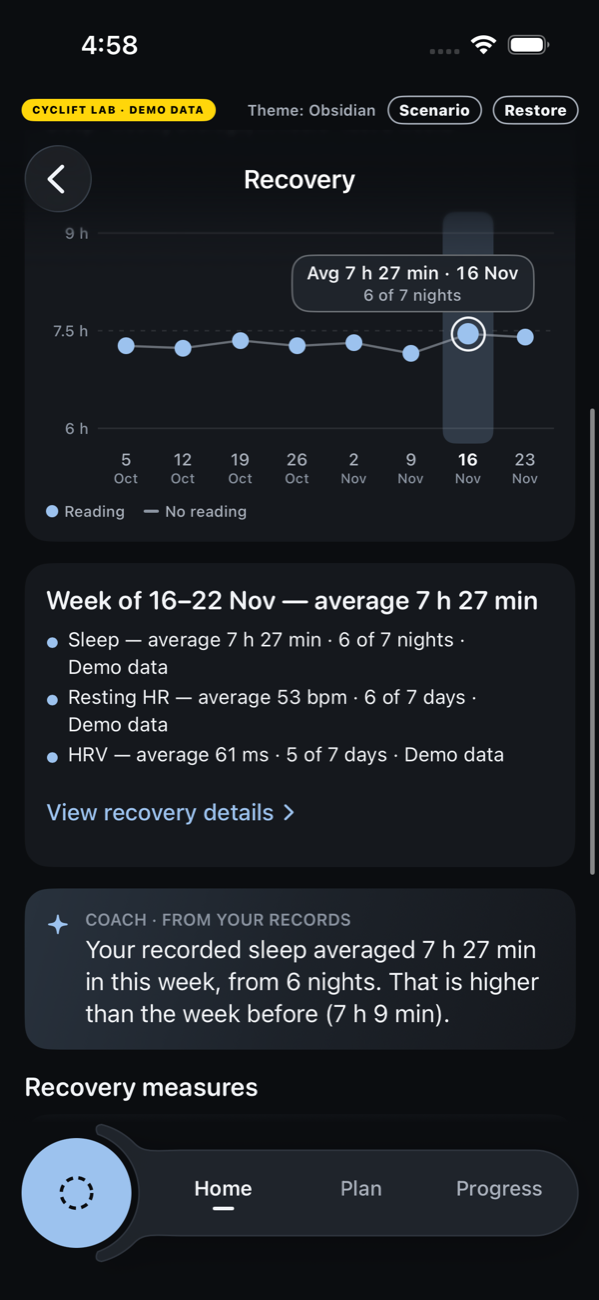 4:58
CYCLIFT LAB · DEMO DATA
Theme: Obsidian
Scenario
Restore
Recovery
9 h
Avg 7 h 27 min · 16 Nov
6 of 7 nights
7.5 h
6 h
5 12 19 26 2 9 16 23
Oct Oct Oct Oct Nov Nov Nov Nov
Reading
No reading
Week of 16–22 Nov — average 7 h 27 min
Sleep — average 7 h 27 min · 6 of 7 nights ·
Demo data
Resting HR — average 53 bpm · 6 of 7 days ·
Demo data
HRV — average 61 ms · 5 of 7 days · Demo data
View recovery details
COACH · FROM YOUR RECORDS
Your recorded sleep averaged 7 h 27 min
in this week, from 6 nights. That is higher
than the week before (7 h 9 min).
Recovery measures
Home
Plan
Progress